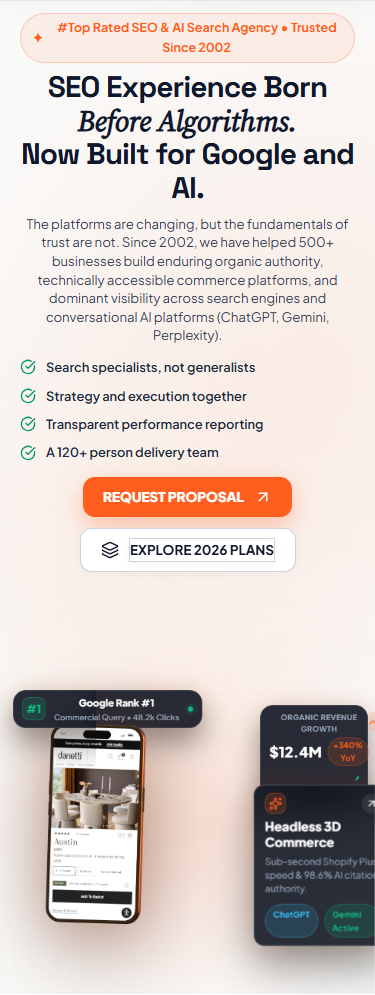 #Top Rated SEO & AI Search Agency • Trusted
Since 2002
SEO Experience Born
Before Algorithms.
Now Built for Google and
AI.
The platforms are changing, but the fundamentals of
trust are not. Since 2002, we have helped 500+
businesses build enduring organic authority,
technically accessible commerce platforms, and
dominant visibility across search engines and
conversational AI platforms (ChatGPT, Gemini,
Perplexity).
Search specialists, not generalists
Strategy and execution together
Transparent performance reporting
A 120+ person delivery team
REQUEST PROPOSAL
EXPLORE 2026 PLANS
#1
Google Rank #1
Commercial Query • 48.2k Clicks
danetti
Austin
Add To Basket
ORGANIC REVENUE
GROWTH
$12.4M
+340%
YoY
Headless 3D
Commerce
Sub-second Shopify Plus
speed & 98.6% AI citation
authority.
ChatGPT
Gemini
Active